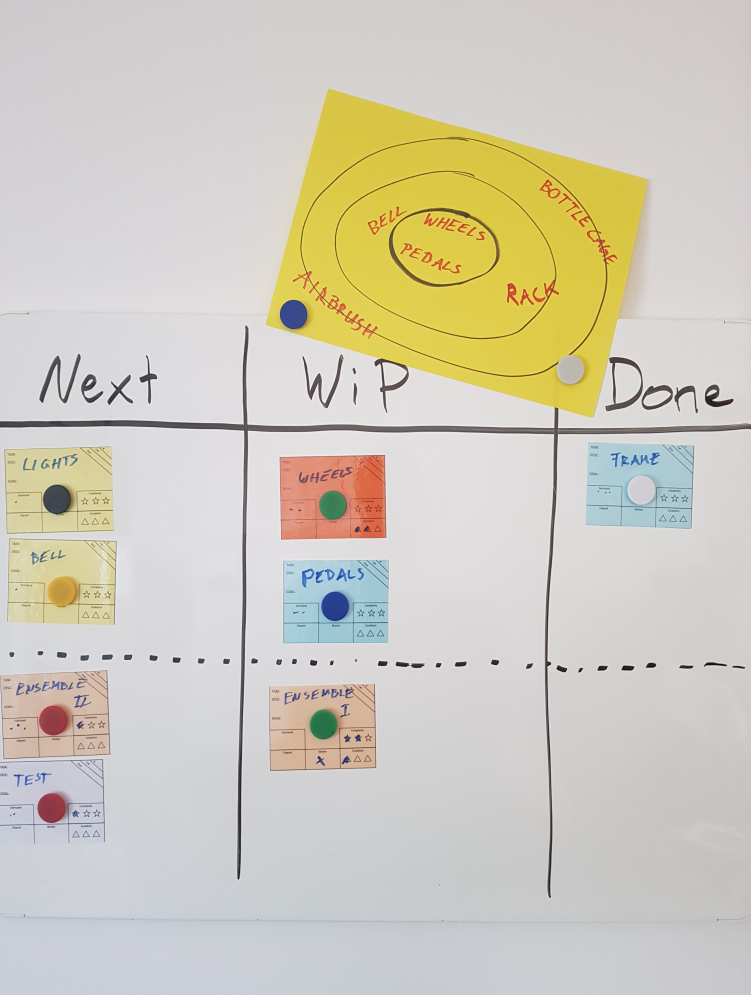 BOTTLE CAGE
BELL
WHEELS
PEDALS
RACK
AIRBRUSH
Next
WiP
Done
LIGHTS
BELL
WHEELS
PEDALS
FRAME
ENSEMBLE
II
TEST
ENSEMBLE
I